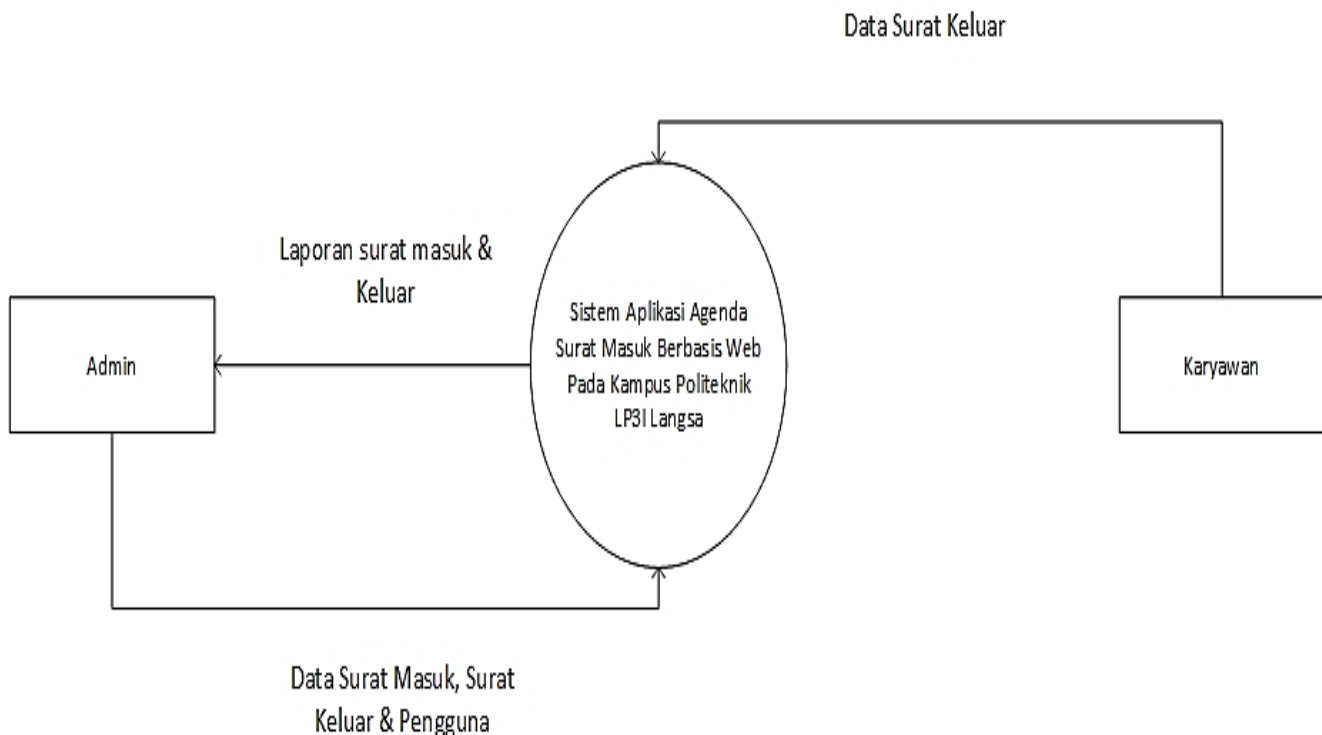 Data Surat Keluar
Laporan surat masuk &
Keluar
Admin
Sistem Aplikasi Agenda
Surat Masuk Berbasis Web
Pada Kampus Politeknik
LP3I Langsa
Karyawan
Data Surat Masuk, Surat
Keluar & Pengguna